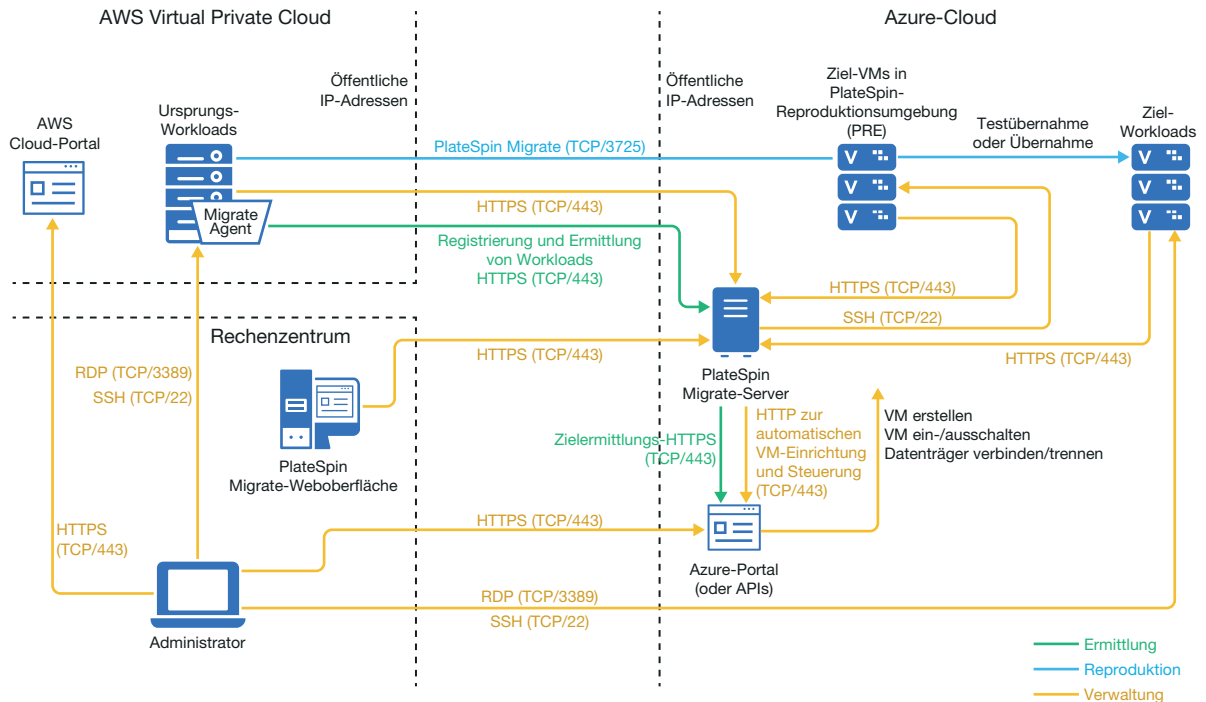 AWS Virtual Private Cloud
Azure-Cloud
Öffentliche
IP-Adressen
Öffentliche
IP-Adressen
Ziel-VMs in
PlateSpin-
Reproduktionsumgebung
(PRE)
Ursprungs-
Workloads
AWS
Cloud-Portal
Testübernahme
oder Übernahme
Ziel-
Workloads
PlateSpin Migrate (TCP/3725)
V
V
V
V
V
V
Migrate
Agent
HTTPS (TCP/443)
Registrierung und Ermittlung
von Workloads
HTTPS (TCP/443)
HTTPS (TCP/443)
SSH (TCP/22)
HTTPS (TCP/443)
Rechenzentrum
HTTPS (TCP/443)
RDP (TCP/3389)
SSH (TCP/22)
PlateSpin
Migrate-Server
PlateSpin
Migrate-Weboberfläche
Zielermittlungs-HTTPS
(TCP/443)
HTTP zur
automatischen
VM-Einrichtung
und Steuerung
(TCP/443)
VM erstellen
VM ein-/ausschalten
Datenträger verbinden/trennen
HTTPS
(TCP/443)
HTTPS (TCP/443)
Azure-Portal
(oder APIs)
RDP (TCP/3389)
SSH (TCP/22)
Administrator
Ermittlung
Reproduktion
Verwaltung